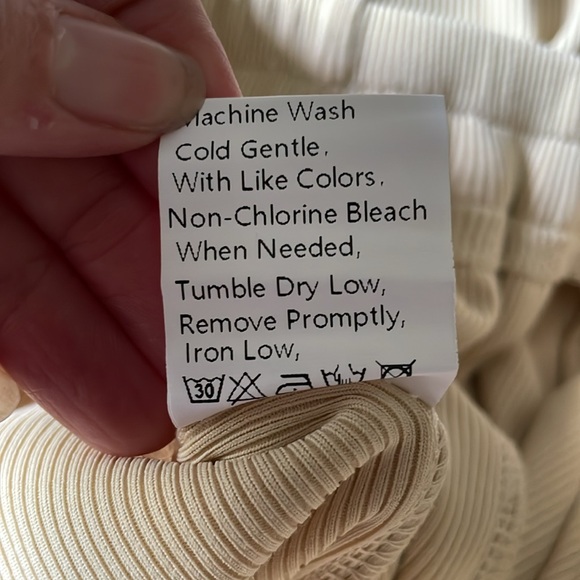 Machine Wash
Cold Gentle,
With Like Colors,
Non-Chlorine Bleach
When Needed,
Tumble Dry Low,
Remove Promptly,
Iron Low,
30